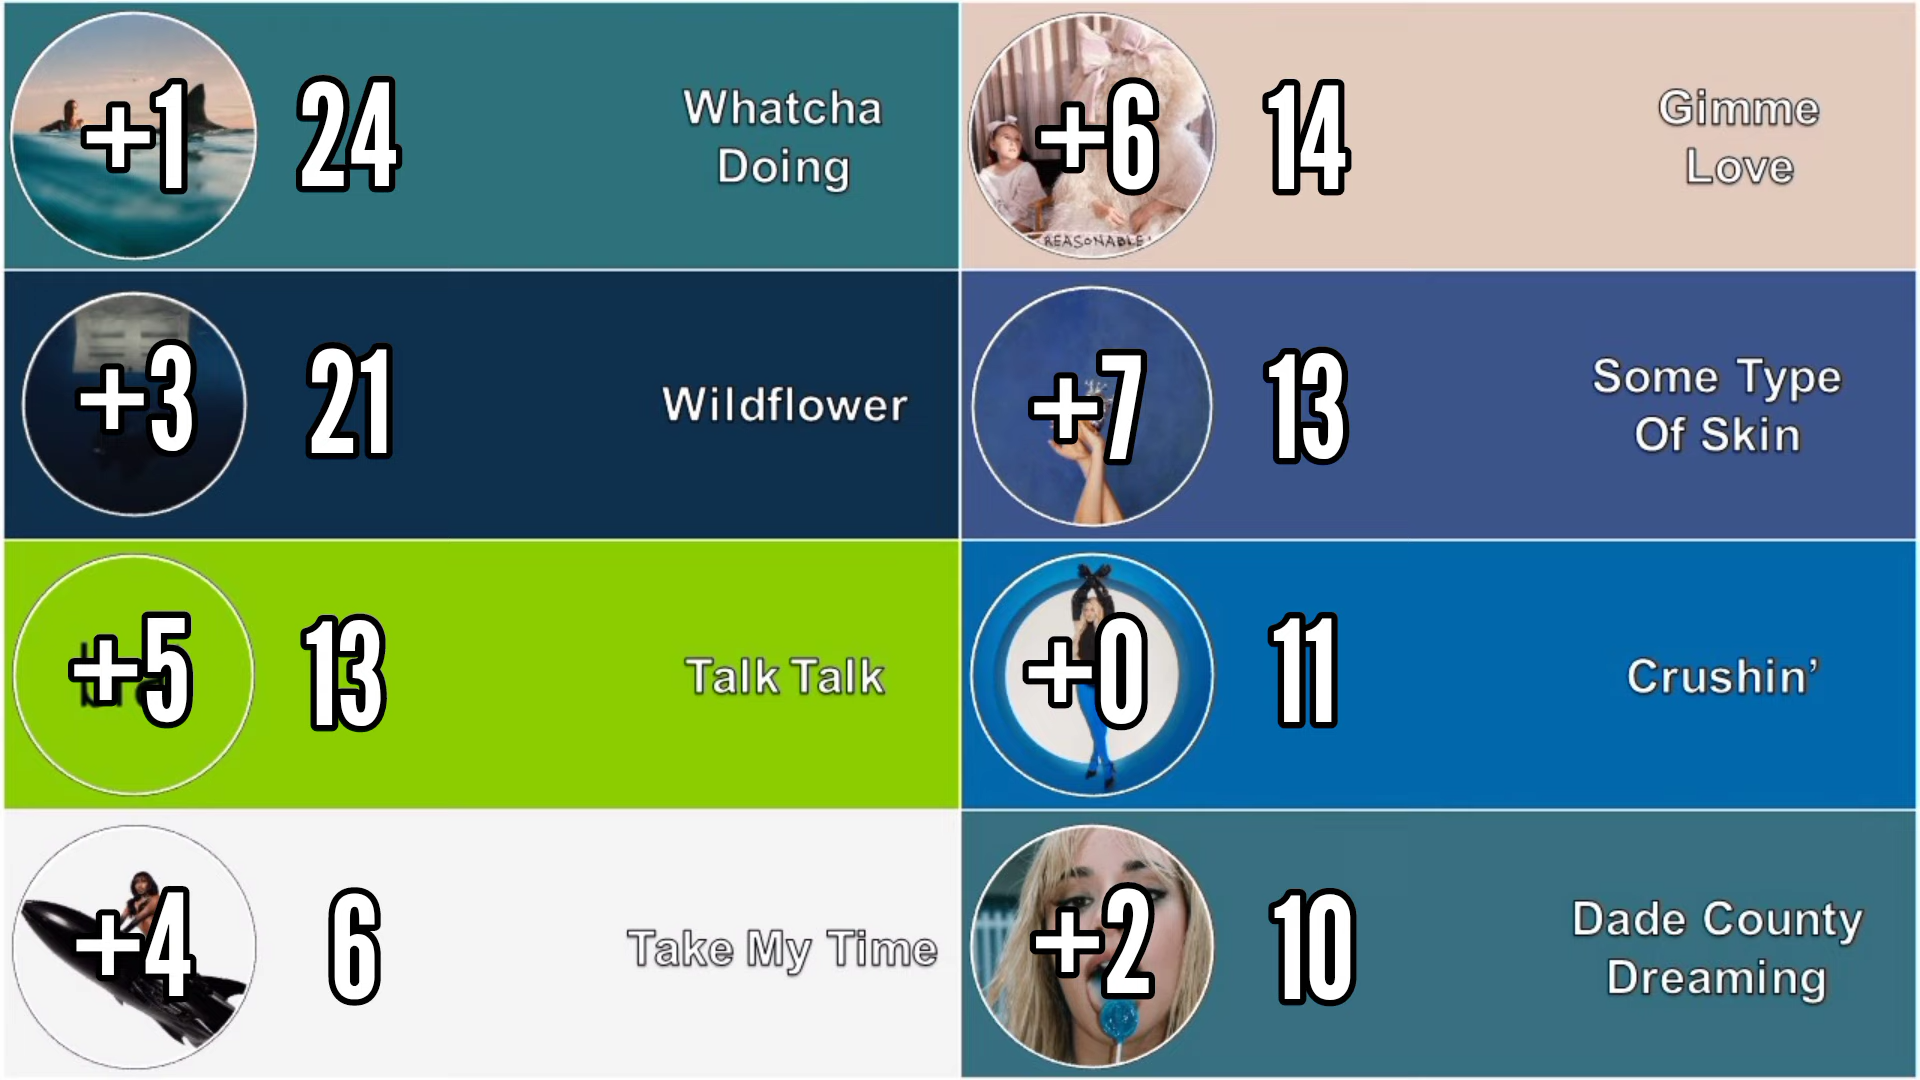 +1 24 Whatcha
Doing
+6 14 Gimme
Love
REASONABLE
+3 21 Wildflower
+7 13 Some Type
Of Skin
+5 13 Talk Talk
+0 11 Crushin’
+4 6 Take My Time
+2 10 Dade County
Dreaming